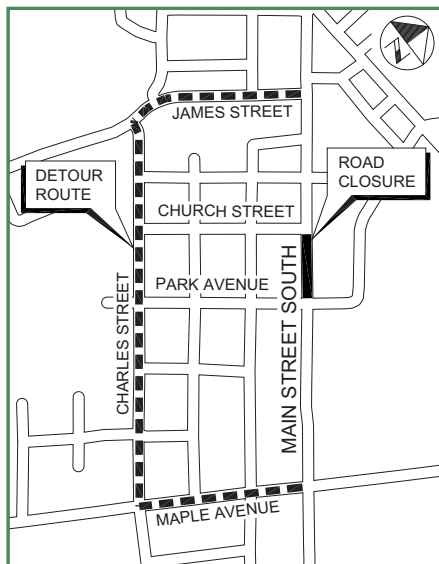 JAMES STREET
DETOUR
ROUTE
ROAD
CLOSURE
CHURCH STREET
PARK AVENUE
CHARLES STREET
MAIN STREET SOUTH
MAPLE AVENUE